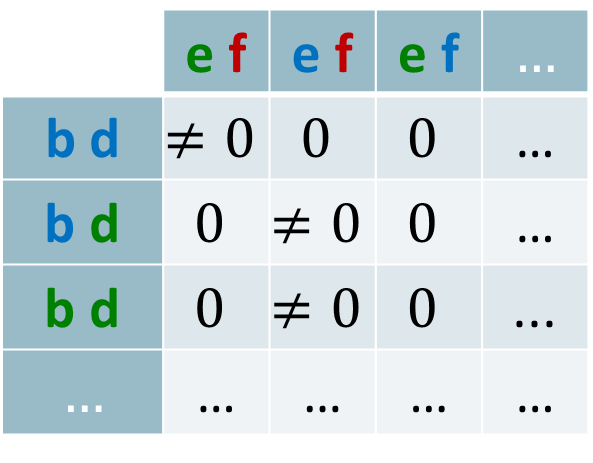 e f e f e f ...
b d ≠ 0 0 0 ...
b d 0 ≠ 0 0 ...
b d 0 ≠ 0 0 ...
... ... ... ... ...